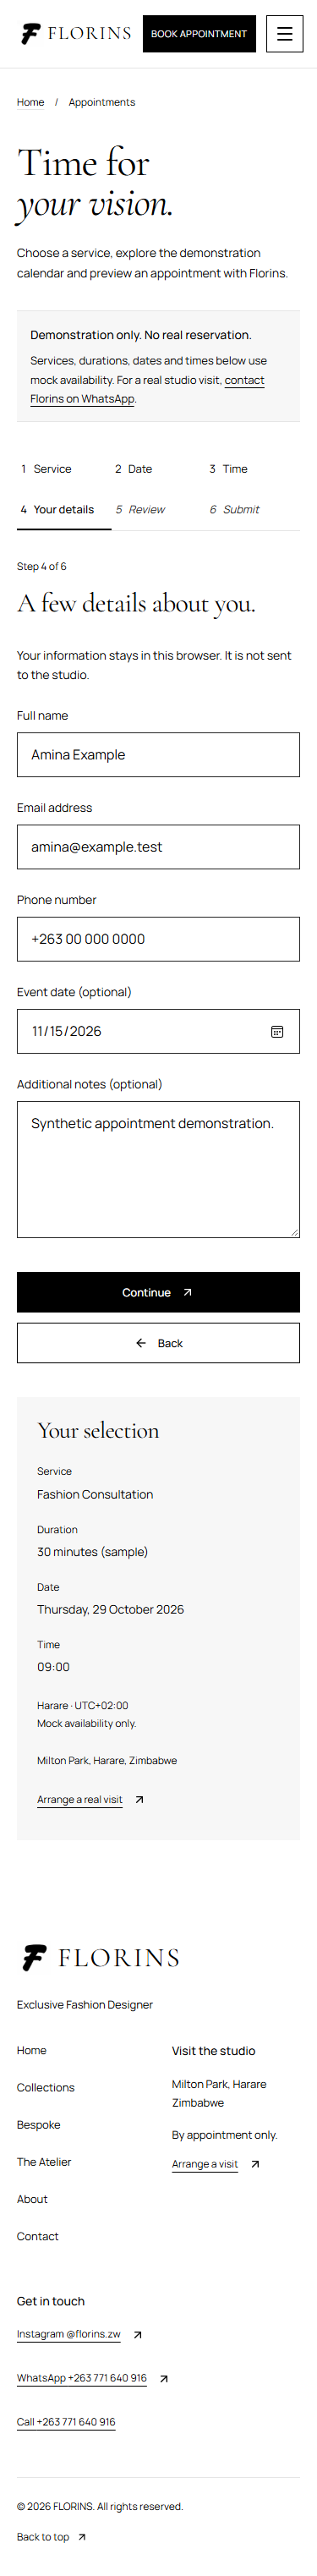 FLORINS
BOOK APPOINTMENT
Home / Appointments
Time for
your vision.
Choose a service, explore the demonstration
calendar and preview an appointment with Florins.
Demonstration only. No real reservation.
Services, durations, dates and times below use
mock availability. For a real studio visit, contact
Florins on WhatsApp.
1 Service 2 Date 3 Time
4 Your details 5 Review 6 Submit
Step 4 of 6
A few details about you.
Your information stays in this browser. It is not sent
to the studio.
Full name
Amina Example
Email address
amina@example.test
Phone number
+263 00 000 0000
Event date (optional)
11/15/2026
Additional notes (optional)
Synthetic appointment demonstration.
Continue
Back
Your selection
Service
Fashion Consultation
Duration
30 minutes (sample)
Date
Thursday, 29 October 2026
Time
09:00
Harare · UTC+02:00
Mock availability only.
Milton Park, Harare, Zimbabwe
Arrange a real visit
FLORINS
Exclusive Fashion Designer
Home
Collections
Bespoke
The Atelier
About
Contact
Visit the studio
Milton Park, Harare
Zimbabwe
By appointment only.
Arrange a visit
Get in touch
Instagram @florins.zw
WhatsApp +263 771 640 916
Call +263 771 640 916
© 2026 FLORINS. All rights reserved.
Back to top